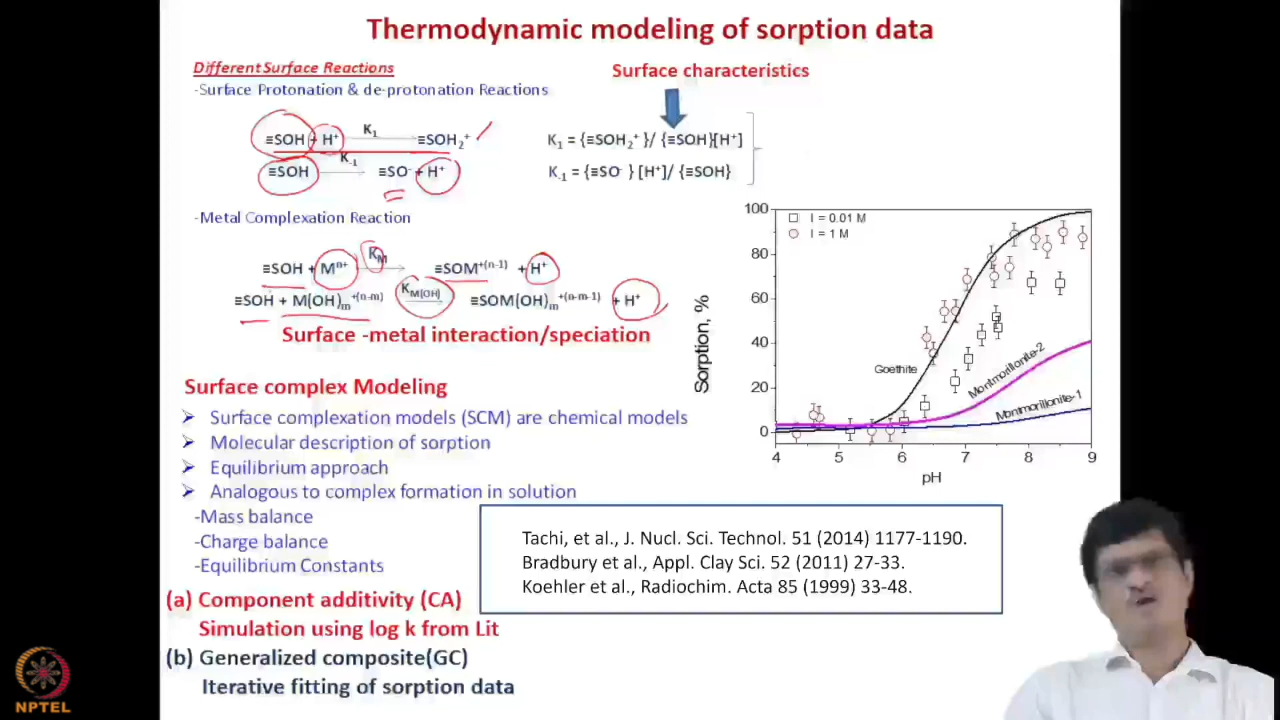 Thermodynamic modeling of sorption data
Different Surface Reactions
-Surface Protonation & de-protonation Reactions
≡SOH + H⁺ K₁ ≡SOH₂⁺
≡SOH K₋₁ ≡SO⁻ + H⁺
Surface characteristics
K₁ = {≡SOH₂⁺}/ {≡SOH}[H⁺]
K₋₁ = {≡SO⁻} [H⁺]/ {≡SOH}
-Metal Complexation Reaction
≡SOH + Mⁿ⁺ K_M ≡SOM⁺⁽ⁿ⁻¹⁾ + H⁺
≡SOH + M(OH)ₘ⁺⁽ⁿ⁻ᵐ⁾ K_M(OH) ≡SOM(OH)ₘ⁺⁽ⁿ⁻ᵐ⁻¹⁾ + H⁺
Surface -metal interaction/speciation
Surface complex Modeling
➢ Surface complexation models (SCM) are chemical models
➢ Molecular description of sorption
➢ Equilibrium approach
➢ Analogous to complex formation in solution
-Mass balance
-Charge balance
-Equilibrium Constants
(a) Component additivity (CA)
Simulation using log k from Lit
(b) Generalized composite(GC)
Iterative fitting of sorption data
I = 0.01 M
I = 1 M
Sorption, %
100
80
60
40
20
0
Goethite
Montmorillonite-2
Montmorillonite-1
4 5 6 7 8 9
pH
Tachi, et al., J. Nucl. Sci. Technol. 51 (2014) 1177-1190.
Bradbury et al., Appl. Clay Sci. 52 (2011) 27-33.
Koehler et al., Radiochim. Acta 85 (1999) 33-48.
NPTEL